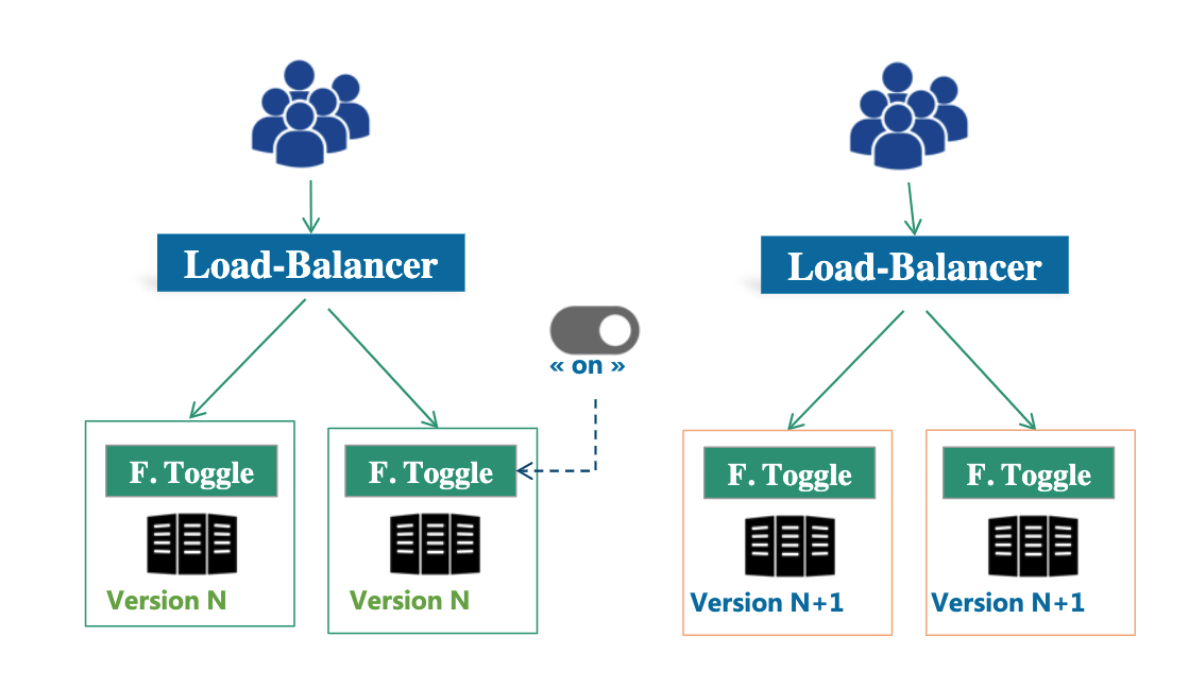 Load-Balancer
Load-Balancer
« on »
F. Toggle
F. Toggle
F. Toggle
F. Toggle
Version N
Version N
Version N+1
Version N+1